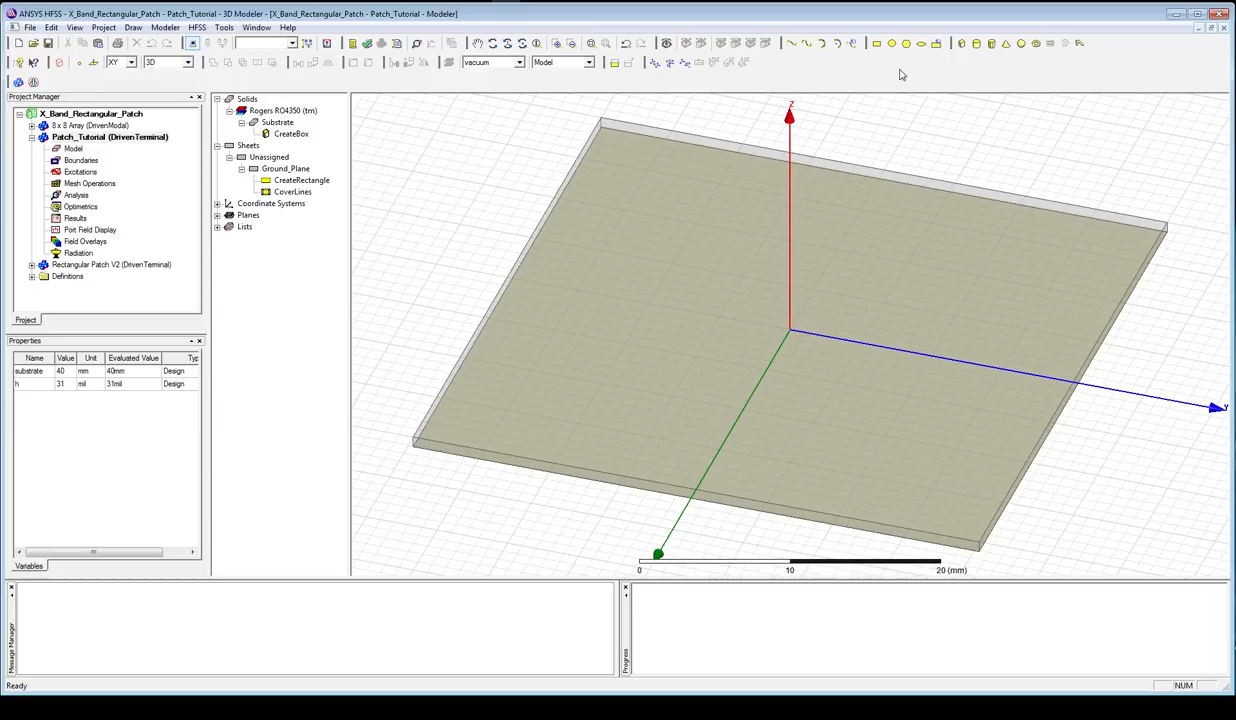 ANSYS HFSS - X_Band_Rectangular_Patch - Patch_Tutorial - 3D Modeler - [X_Band_Rectangular_Patch - Patch_Tutorial - Modeler]
File Edit View Project Draw Modeler HFSS Tools Window Help
XY 3D vacuum Model
Project Manager
X_Band_Rectangular_Patch
8 x 8 Array (DrivenModal)
Patch_Tutorial (DrivenTerminal)
Model
Boundaries
Excitations
Mesh Operations
Analysis
Optimetrics
Results
Port Field Display
Field Overlays
Radiation
Rectangular Patch V2 (DrivenTerminal)
Definitions
Project
Solids
Rogers RO4350 (tm)
Substrate
CreateBox
Sheets
Unassigned
Ground_Plane
CreateRectangle
CoverLines
Coordinate Systems
Planes
Lists
Properties
Name Value Unit Evaluated Value Typ
substrate 40 mm 40mm Design
h 31 mil 31mil Design
Variables
Z
Y
0 10 20 (mm)
Message Manager
Progress
Ready
NUM